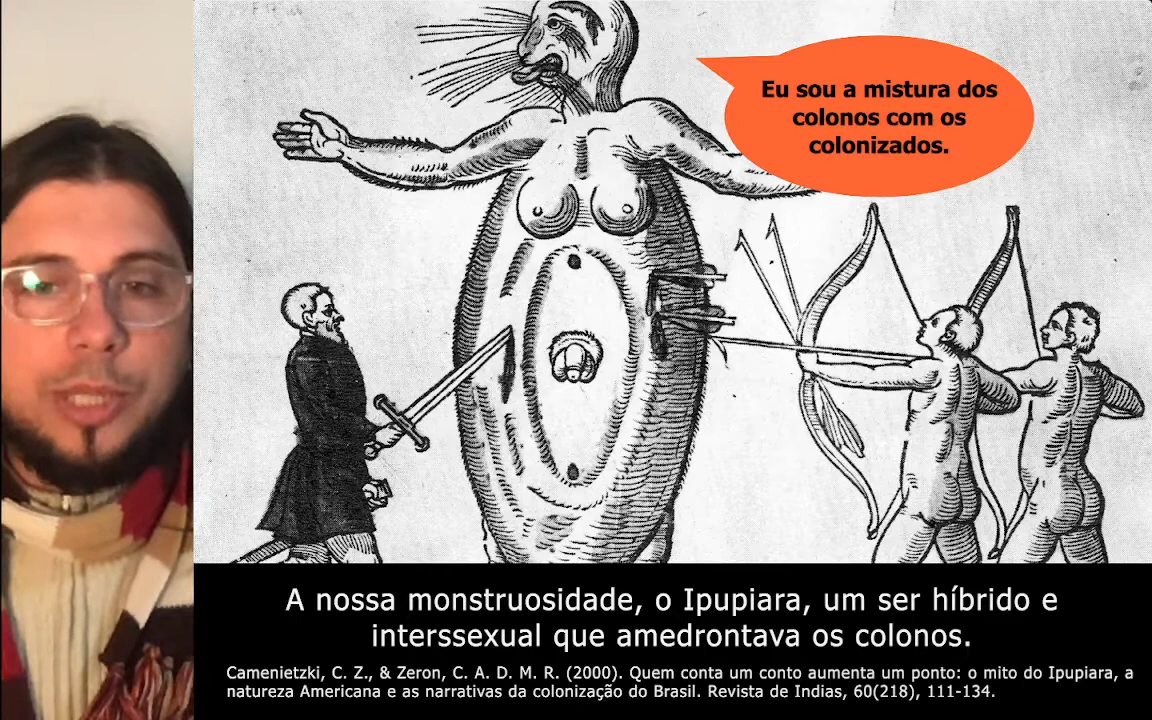 Eu sou a mistura dos
colonos com os
colonizados.
A nossa monstruosidade, o Ipupiara, um ser híbrido e
interssexual que amedrontava os colonos.
Camenietzki, C. Z., & Zeron, C. A. D. M. R. (2000). Quem conta um conto aumenta um ponto: o mito do Ipupiara, a
natureza Americana e as narrativas da colonização do Brasil. Revista de Indias, 60(218), 111-134.